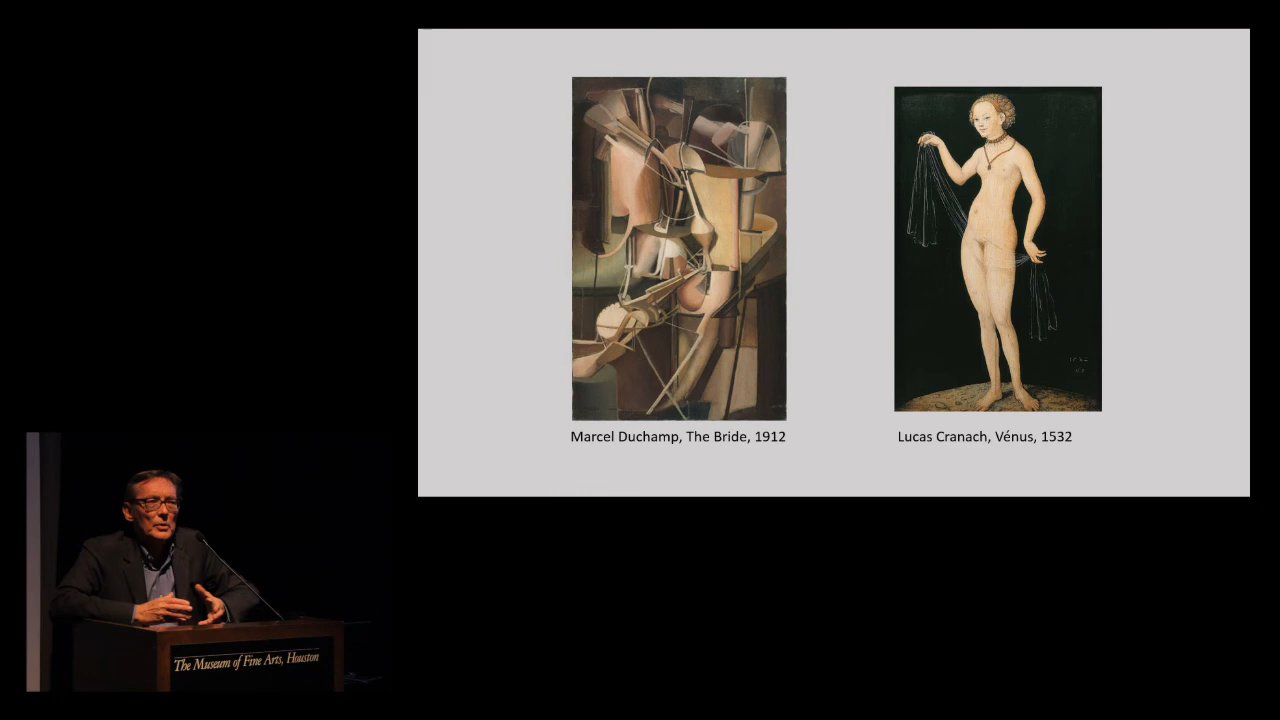 Marcel Duchamp, The Bride, 1912
Lucas Cranach, Vénus, 1532
The Museum of Fine Arts, Houston